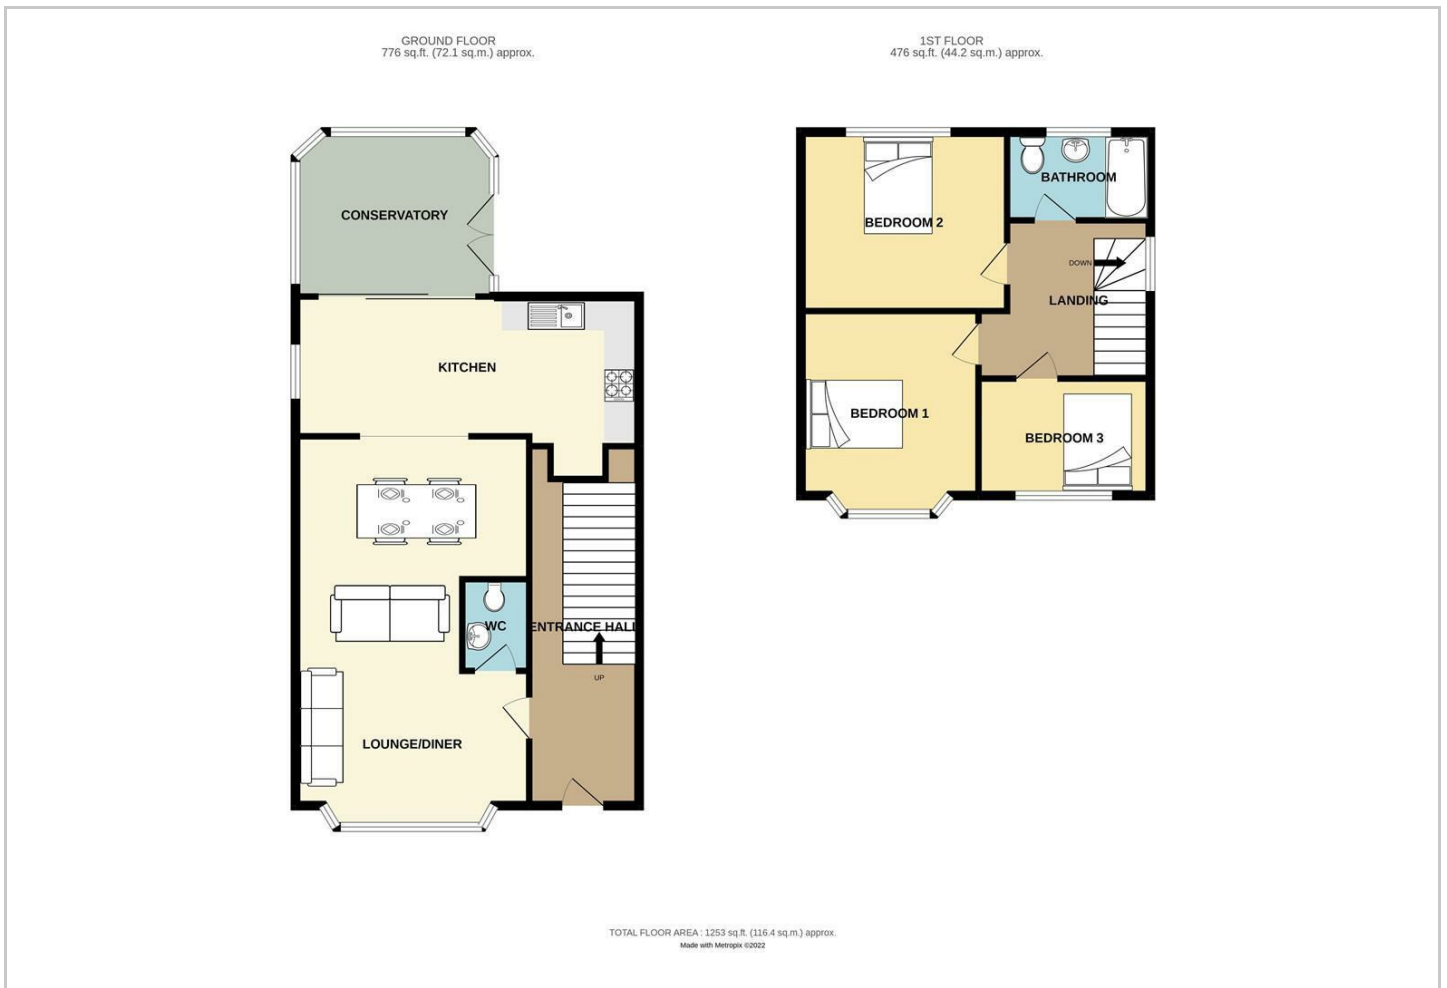 GROUND FLOOR
776 sq.ft. (72.1 sq.m.) approx.
1ST FLOOR
476 sq.ft. (44.2 sq.m.) approx.
CONSERVATORY
KITCHEN
WC
ENTRANCE HALL
UP
LOUNGE/DINER
BATHROOM
BEDROOM 2
DOWN
LANDING
BEDROOM 1
BEDROOM 3
TOTAL FLOOR AREA : 1253 sq.ft. (116.4 sq.m.) approx.
Made with Metropix ©2022